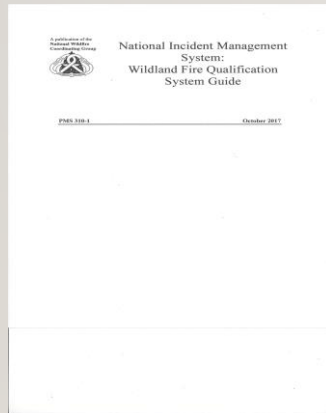 A publication of the
National Wildfire
Coordinating Group
National Incident Management
System:
Wildland Fire Qualification
System Guide
PMS 310-1
October 2017